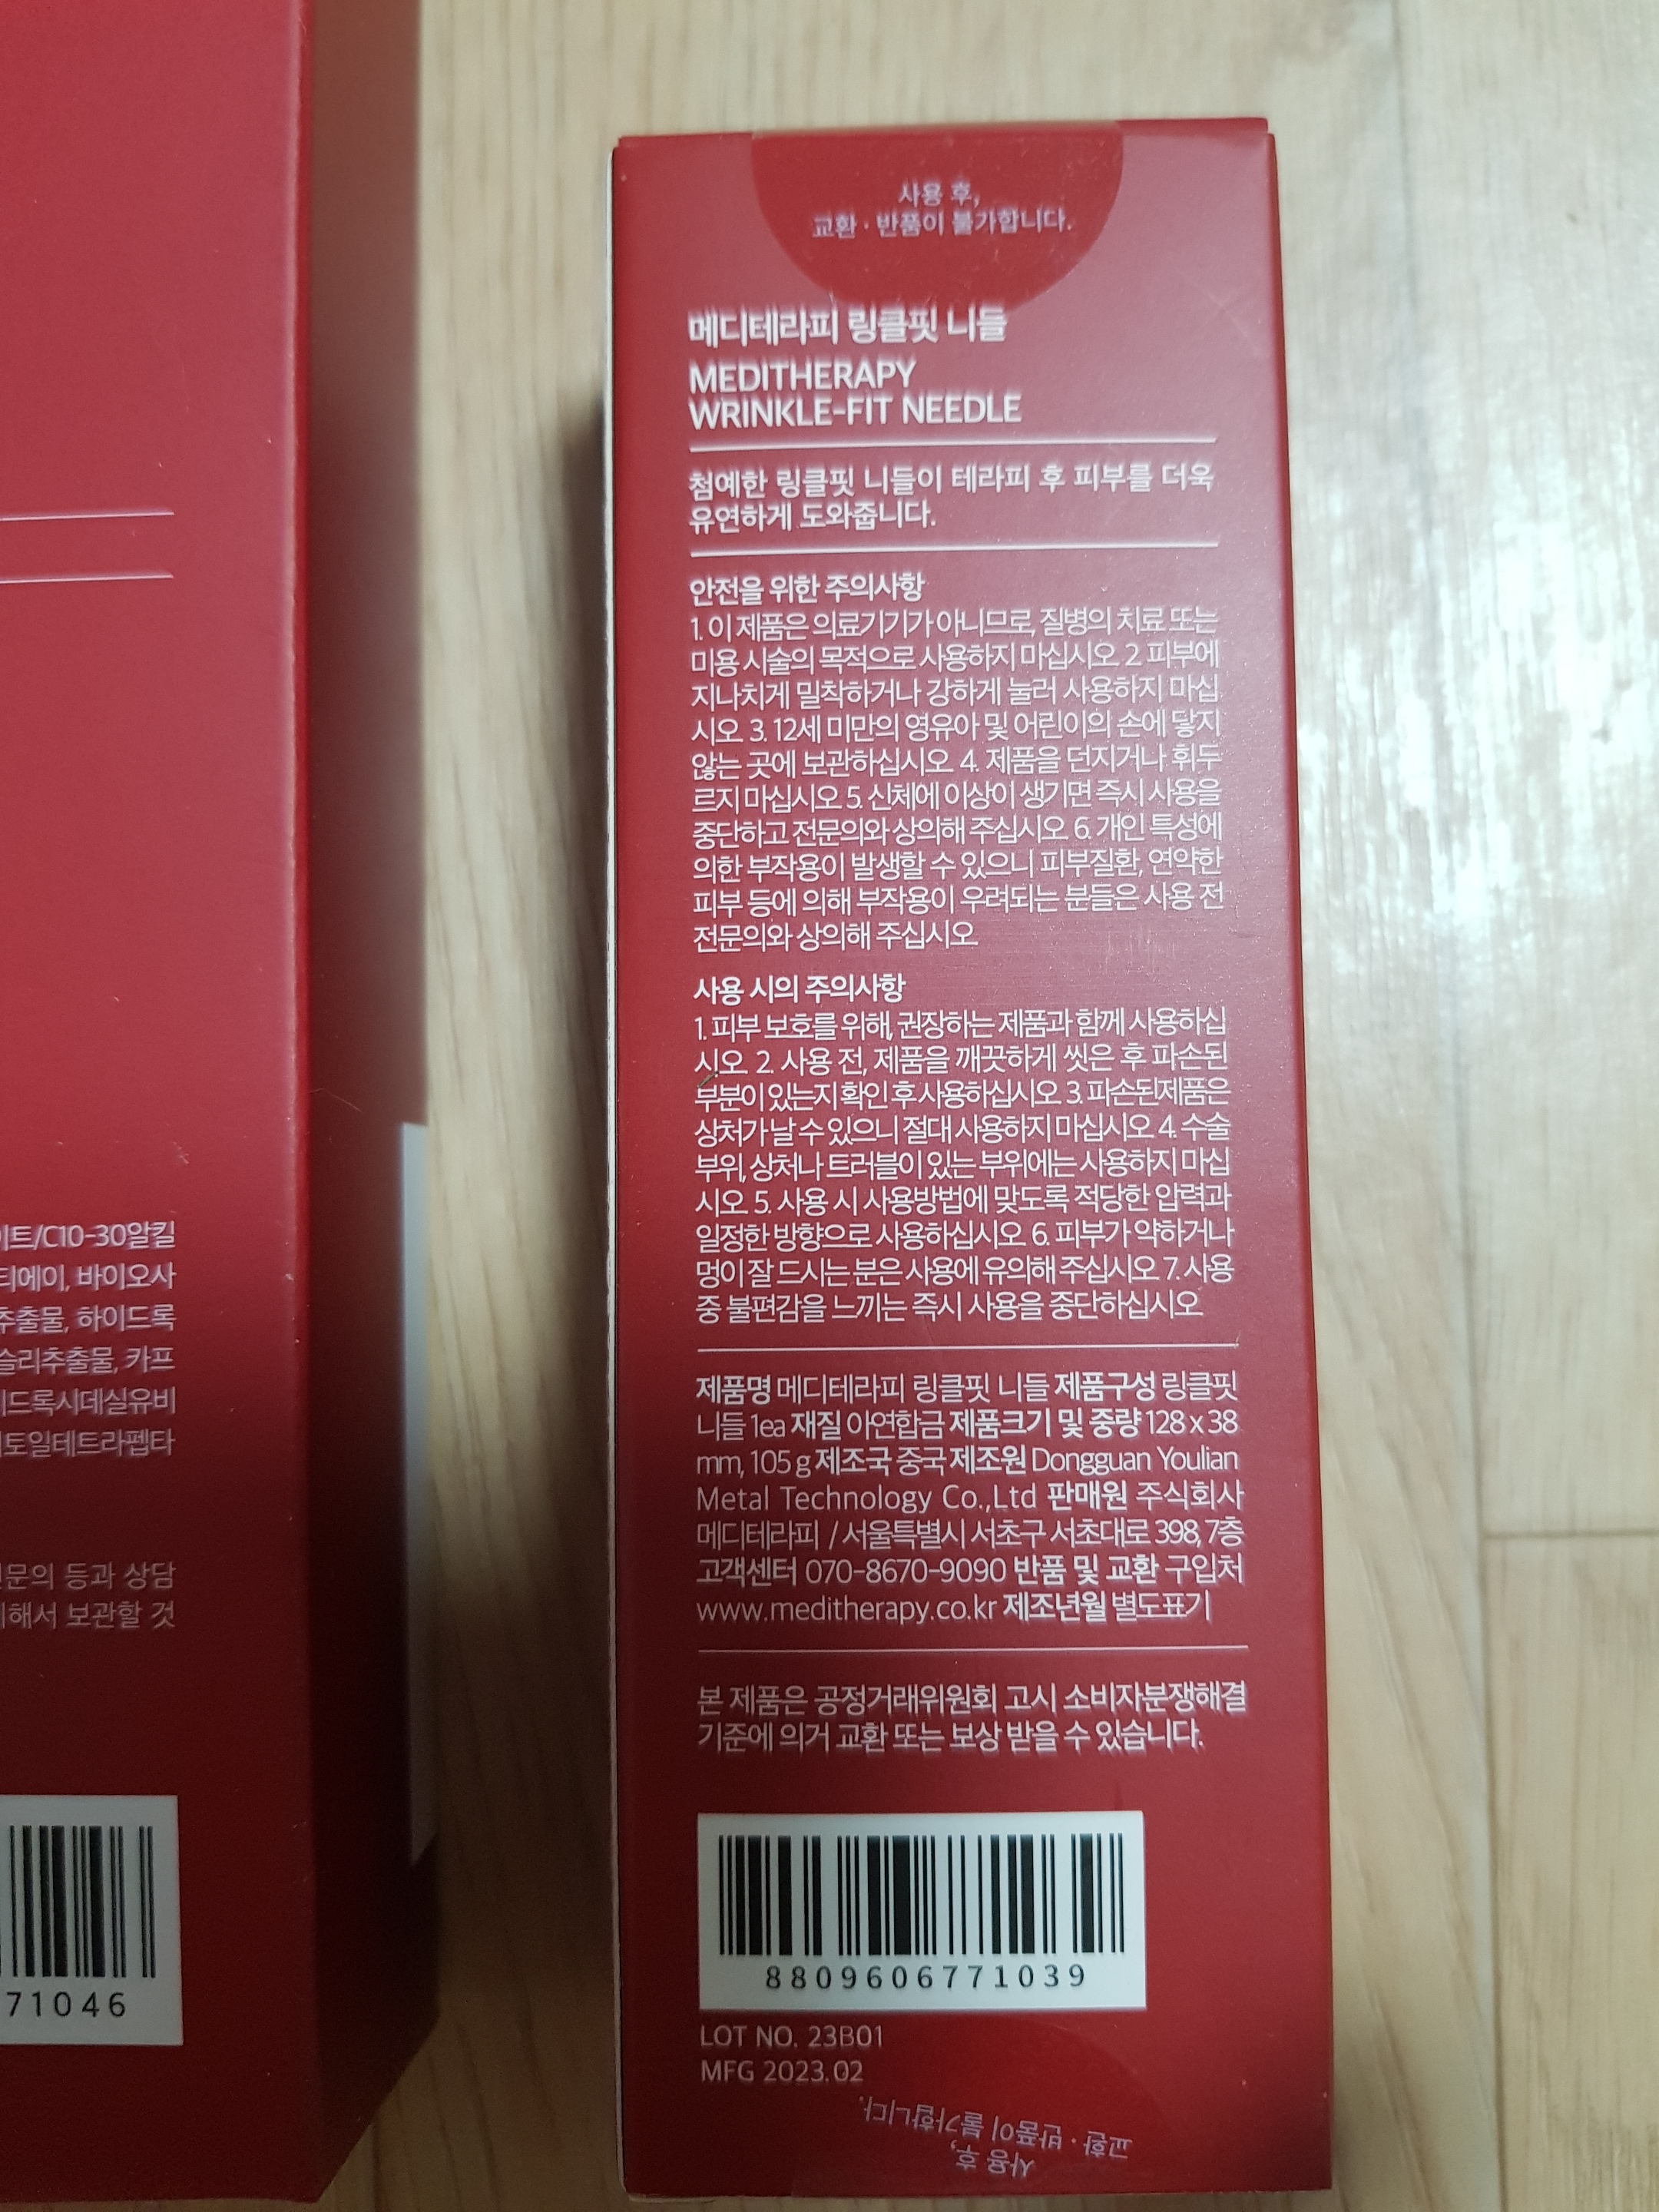 사용 후,
교환 · 반품이 불가합니다.
메디테라피 링클핏 니들
MEDITHERAPY
WRINKLE-FIT NEEDLE
첨예한 링클핏 니들이 테라피 후 피부를 더욱
유연하게 도와줍니다.
안전을 위한 주의사항
1. 이 제품은 의료기기가 아니므로, 질병의 치료 또는
미용 시술의 목적으로 사용하지 마십시오 2. 피부에
지나치게 밀착하거나 강하게 눌러 사용하지 마십
시오 3. 12세 미만의 영유아 및 어린이의 손에 닿지
않는 곳에 보관하십시오 4. 제품을 던지거나 휘두
르지 마십시오 5. 신체에 이상이 생기면 즉시 사용을
중단하고 전문의와 상의해 주십시오 6. 개인 특성에
의한 부작용이 발생할 수 있으니 피부질환, 연약한
피부 등에 의해 부작용이 우려되는 분들은 사용 전
전문의와 상의해 주십시오
사용 시의 주의사항
1. 피부 보호를 위해, 권장하는 제품과 함께 사용하십
시오 2. 사용 전, 제품을 깨끗하게 씻은 후 파손된
부분이 있는지 확인 후 사용하십시오 3. 파손된제품은
상처가 날 수 있으니 절대 사용하지 마십시오 4. 수술
부위, 상처나 트러블이 있는 부위에는 사용하지 마십
시오 5. 사용 시 사용방법에 맞도록 적당한 압력과
일정한 방향으로 사용하십시오 6. 피부가 약하거나
멍이 잘 드시는 분은 사용에 유의해 주십시오 7. 사용
중 불편감을 느끼는 즉시 사용을 중단하십시오
제품명 메디테라피 링클핏 니들 제품구성 링클핏
니들 1ea 재질 아연합금 제품크기 및 중량 128 x 38
mm, 105 g 제조국 중국 제조원 Dongguan Youlian
Metal Technology Co.,Ltd 판매원 주식회사
메디테라피 / 서울특별시 서초구 서초대로 398, 7층
고객센터 070-8670-9090 반품 및 교환 구입처
www.meditherapy.co.kr 제조년월 별도표기
본 제품은 공정거래위원회 고시 소비자분쟁해결
기준에 의거 교환 또는 보상 받을 수 있습니다.
8809606771039
LOT NO. 23B01
MFG 2023.02
사용 후,
교환 · 반품이 불가합니다.
이트/C10-30알킬
티에이, 바이오사
추출물, 하이드록
슬리추출물, 카프
드록시데실유비
토일테트라펩타
문의 등과 상담
해서 보관할 것
71046